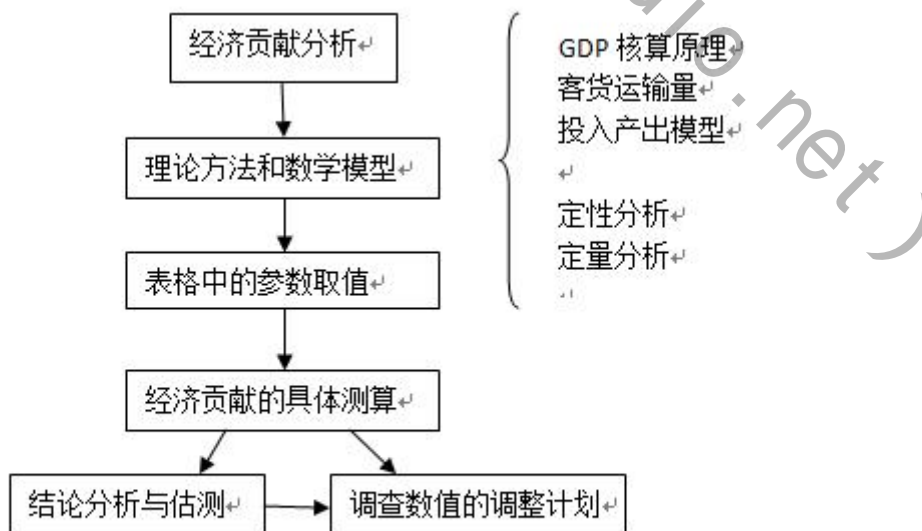 经济贡献分析
理论方法和数学模型
表格中的参数取值
经济贡献的具体测算
结论分析与估测
调查数值的调整计划
GDP 核算原理
客货运输量
投入产出模型
定性分析
定量分析